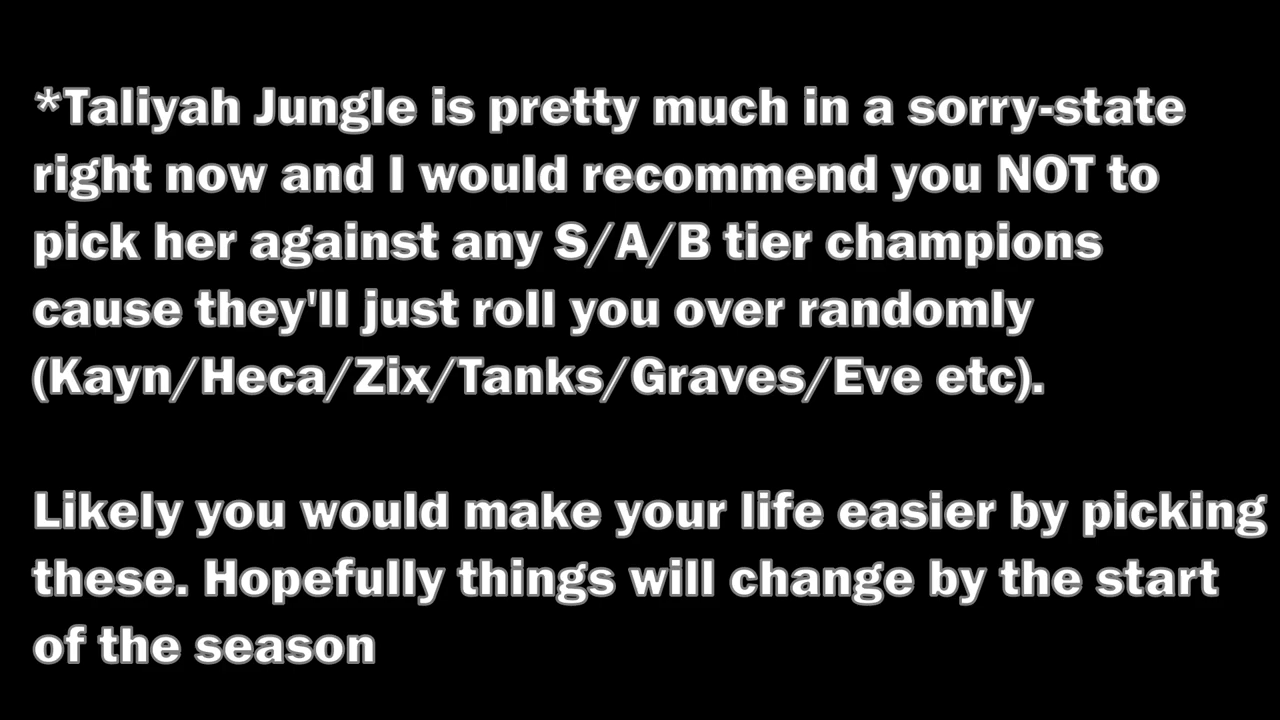 *Taliyah Jungle is pretty much in a sorry-state
right now and I would recommend you NOT to
pick her against any S/A/B tier champions
cause they'll just roll you over randomly
(Kayn/Heca/Zix/Tanks/Graves/Eve etc).
Likely you would make your life easier by picking
these. Hopefully things will change by the start
of the season